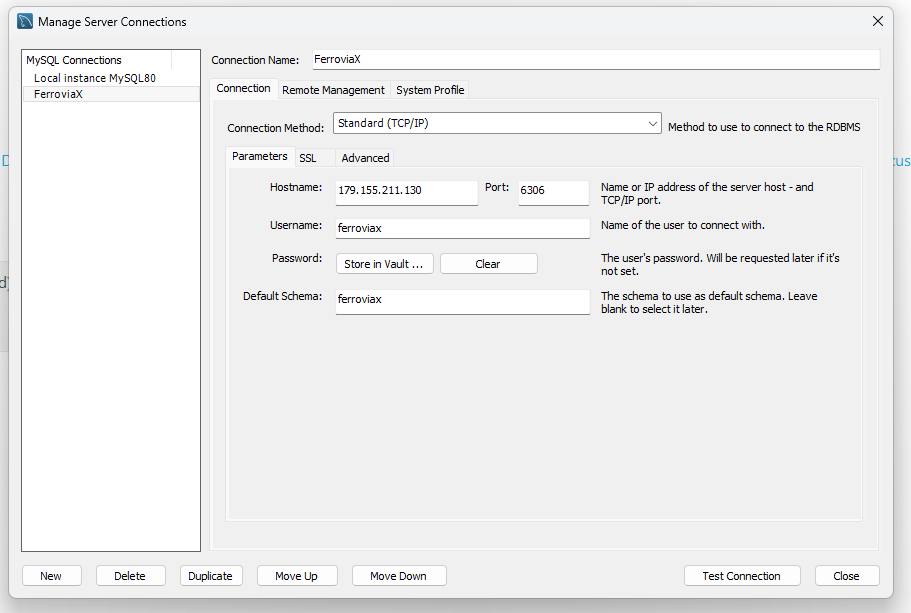 Manage Server Connections
MySQL Connections
Local instance MySQL80
FerroviaX
Connection Name: FerroviaX
Connection Remote Management System Profile
Connection Method: Standard (TCP/IP) Method to use to connect to the RDBMS
Parameters SSL Advanced
Hostname: 179.155.211.130 Port: 6306 Name or IP address of the server host - and
TCP/IP port.
Username: ferroviax Name of the user to connect with.
Password: Store in Vault ... Clear The user's password. Will be requested later if it's
not set.
Default Schema: ferroviax The schema to use as default schema. Leave
blank to select it later.
New Delete Duplicate Move Up Move Down Test Connection Close